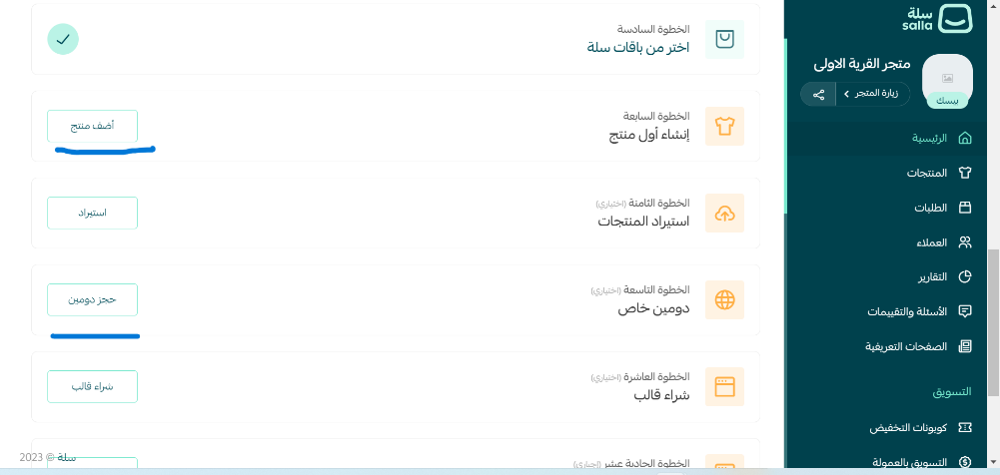 سلة
salla
متجر القرية الاولى
زيارة المتجر
بيسك
الرئيسية
المنتجات
الطلبات
العملاء
التقارير
الأسئلة والتقييمات
الصفحات التعريفية
التسويق
كوبونات التخفيض
التسويق بالعمولة
الخطوة السادسة
اختر من باقات سلة
الخطوة السابعة
إنشاء أول منتج
أضف منتج
الخطوة الثامنة (اختياري)
استيراد المنتجات
استيراد
الخطوة التاسعة (اختياري)
دومين خاص
حجز دومين
الخطوة العاشرة (اختياري)
شراء قالب
شراء قالب
الخطوة الحادية عشر (إجباري)
سلة © 2023